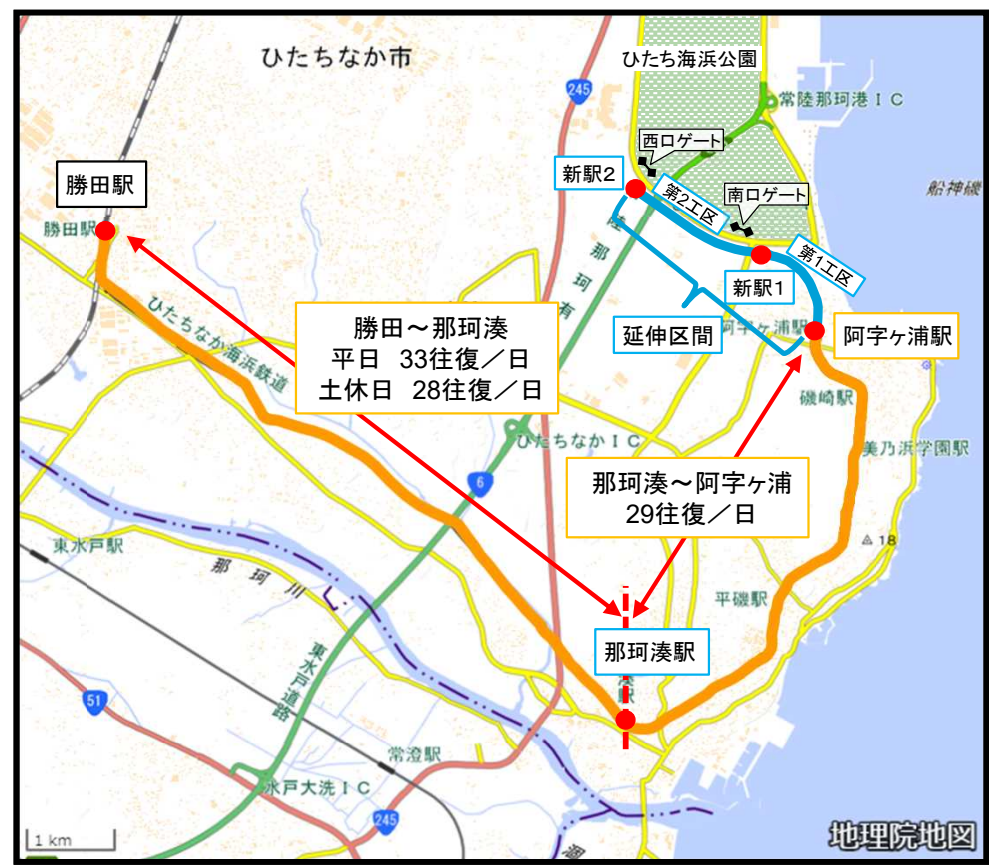 ひたちなか市
ひたち海浜公園
245
常陸那珂港IC
西口ゲート
新駅2
第2工区
南口ゲート
船神磯
勝田駅
勝田駅
陸那珂有
新駅1
第1工区
ひたちなか海浜鉄道
勝田~那珂湊
平日 33往復/日
土休日 28往復/日
延伸区間
阿字ヶ浦駅
阿字ヶ浦駅
磯崎駅
美乃浜学園駅
ひたちなかIC
6
那珂湊~阿字ヶ浦
29往復/日
東水戸駅
那珂川
18
平磯駅
那珂湊駅
湊駅
東水戸道路
51
常澄駅
水戸大洗IC
245
涸
1 km
地理院地図